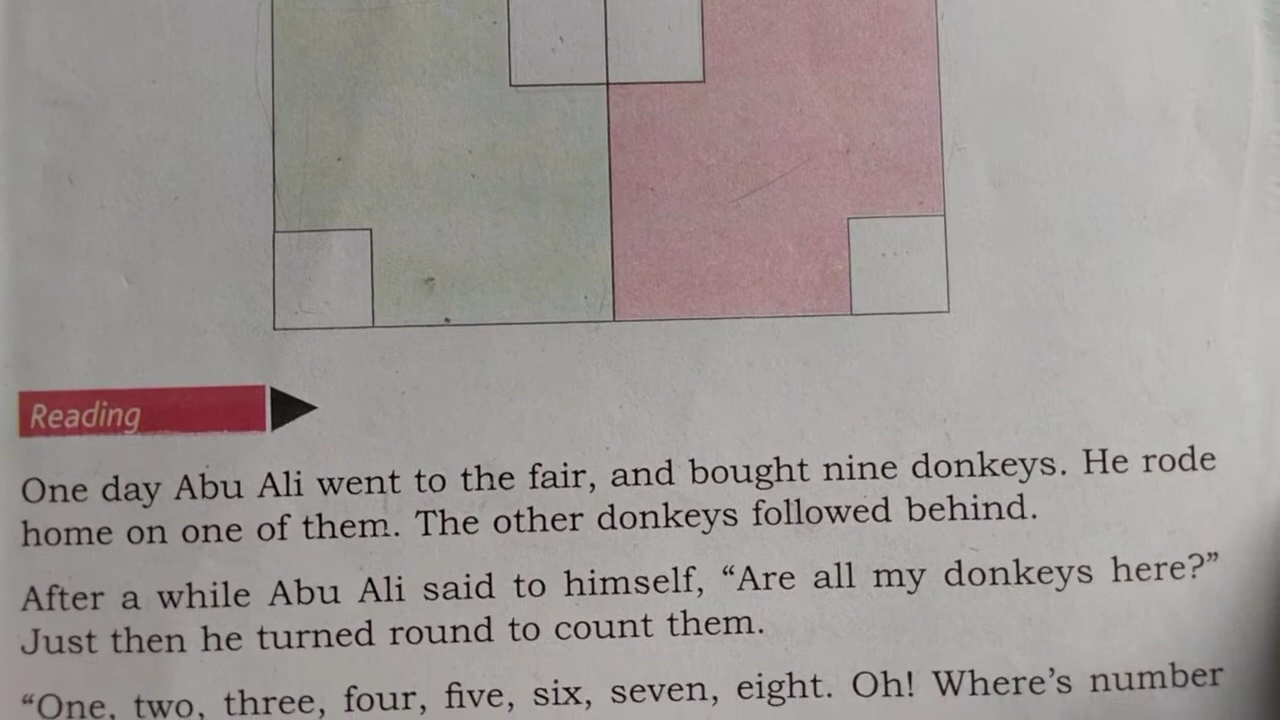 Reading
One day Abu Ali went to the fair, and bought nine donkeys. He rode
home on one of them. The other donkeys followed behind.
After a while Abu Ali said to himself, “Are all my donkeys here?”
Just then he turned round to count them.
“One, two, three, four, five, six, seven, eight. Oh! Where’s number